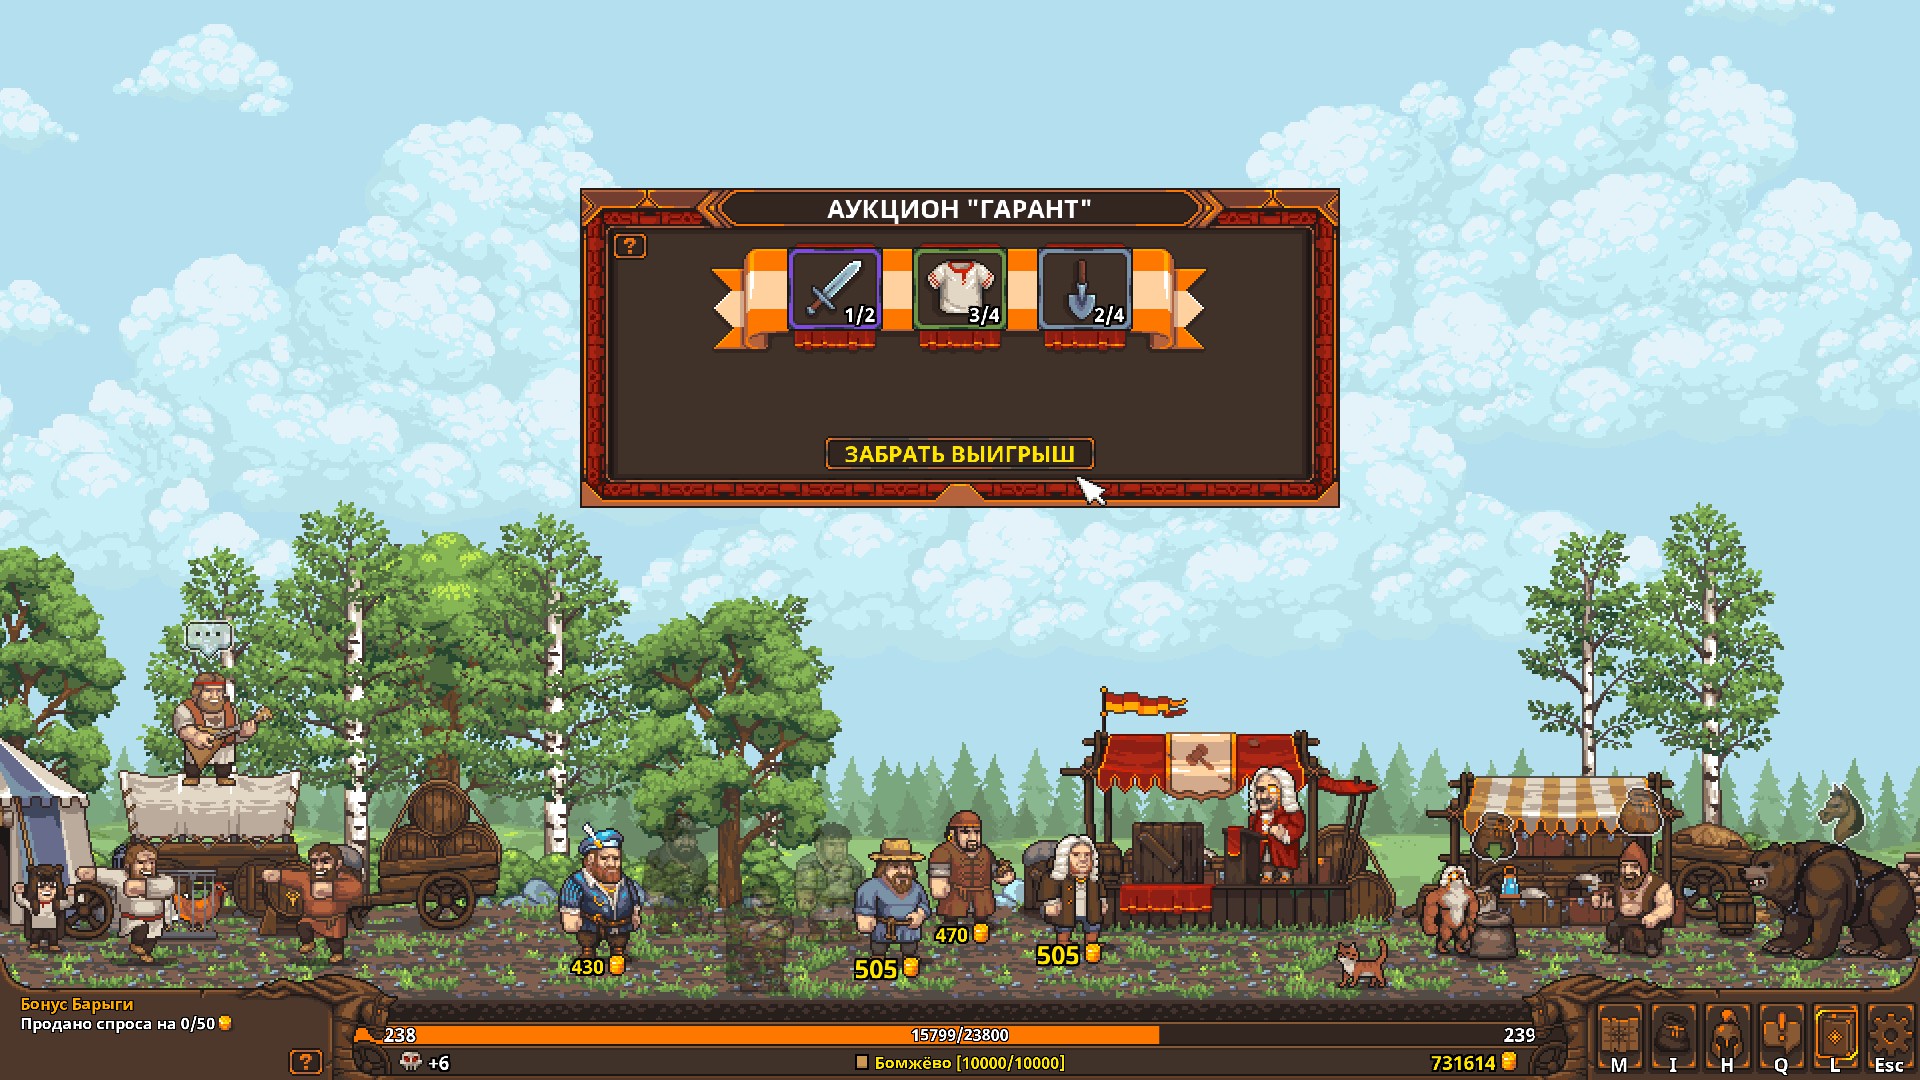 АУКЦИОН "ГАРАНТ"
?
1/2
3/4
2/4
ЗАБРАТЬ ВЫИГРЫШ
...
430
505
470
505
Бонус Барыги
Продано спроса на 0/50
?
238
15799/23800
239
+6
Бомжёво [10000/10000]
731614
M
I
H
Q
L
Esc